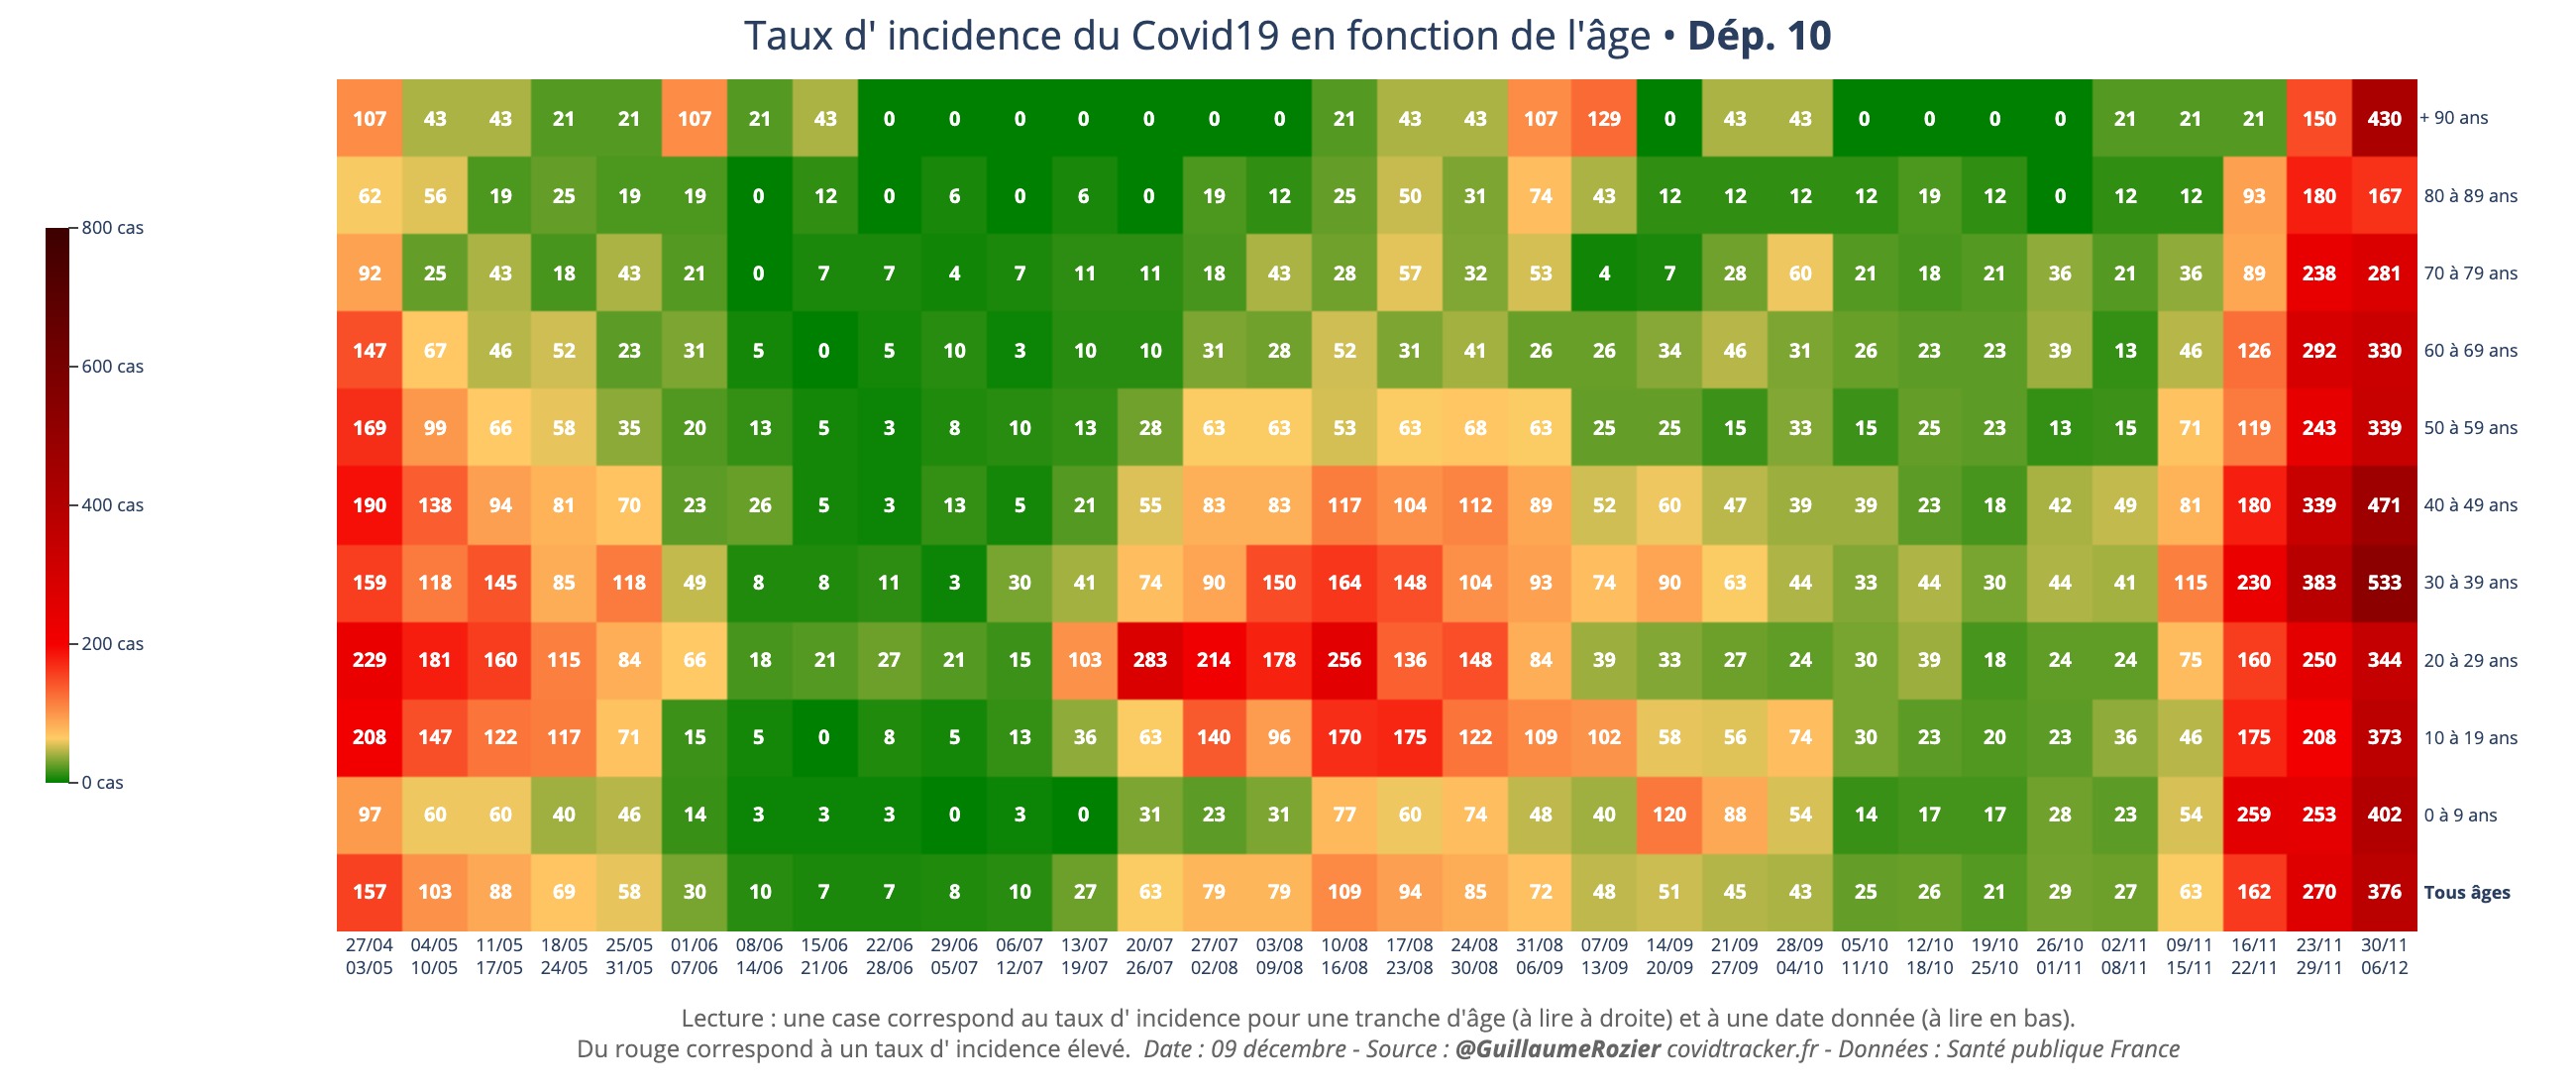 Taux d' incidence du Covid19 en fonction de l'âge • Dép. 10
800 cas
600 cas
400 cas
200 cas
0 cas
107 43 43 21 21 107 21 43 0 0 0 0 0 0 0 21 43 43 107 129 0 43 43 0 0 0 0 21 21 21 150 430 + 90 ans
62 56 19 25 19 19 0 12 0 6 0 6 0 19 12 25 50 31 74 43 12 12 12 12 19 12 0 12 12 93 180 167 80 à 89 ans
92 25 43 18 43 21 0 7 7 4 7 11 11 18 43 28 57 32 53 4 7 28 60 21 18 21 36 21 36 89 238 281 70 à 79 ans
147 67 46 52 23 31 5 0 5 10 3 10 10 31 28 52 31 41 26 26 34 46 31 26 23 23 39 13 46 126 292 330 60 à 69 ans
169 99 66 58 35 20 13 5 3 8 10 13 28 63 63 53 63 68 63 25 25 15 33 15 25 23 13 15 71 119 243 339 50 à 59 ans
190 138 94 81 70 23 26 5 3 13 5 21 55 83 83 117 104 112 89 52 60 47 39 39 23 18 42 49 81 180 339 471 40 à 49 ans
159 118 145 85 118 49 8 8 11 3 30 41 74 90 150 164 148 104 93 74 90 63 44 33 44 30 44 41 115 230 383 533 30 à 39 ans
229 181 160 115 84 66 18 21 27 21 15 103 283 214 178 256 136 148 84 39 33 27 24 30 39 18 24 24 75 160 250 344 20 à 29 ans
208 147 122 117 71 15 5 0 8 5 13 36 63 140 96 170 175 122 109 102 58 56 74 30 23 20 23 36 46 175 208 373 10 à 19 ans
97 60 60 40 46 14 3 3 3 0 3 0 31 23 31 77 60 74 48 40 120 88 54 14 17 17 28 23 54 259 253 402 0 à 9 ans
157 103 88 69 58 30 10 7 7 8 10 27 63 79 79 109 94 85 72 48 51 45 43 25 26 21 29 27 63 162 270 376 Tous âges
27/04 04/05 11/05 18/05 25/05 01/06 08/06 15/06 22/06 29/06 06/07 13/07 20/07 27/07 03/08 10/08 17/08 24/08 31/08 07/09 14/09 21/09 28/09 05/10 12/10 19/10 26/10 02/11 09/11 16/11 23/11 30/11
03/05 10/05 17/05 24/05 31/05 07/06 14/06 21/06 28/06 05/07 12/07 19/07 26/07 02/08 09/08 16/08 23/08 30/08 06/09 13/09 20/09 27/09 04/10 11/10 18/10 25/10 01/11 08/11 15/11 22/11 29/11 06/12
Lecture : une case correspond au taux d' incidence pour une tranche d'âge (à lire à droite) et à une date donnée (à lire en bas).
Du rouge correspond à un taux d' incidence élevé. Date : 09 décembre - Source : @GuillaumeRozier covidtracker.fr - Données : Santé publique France